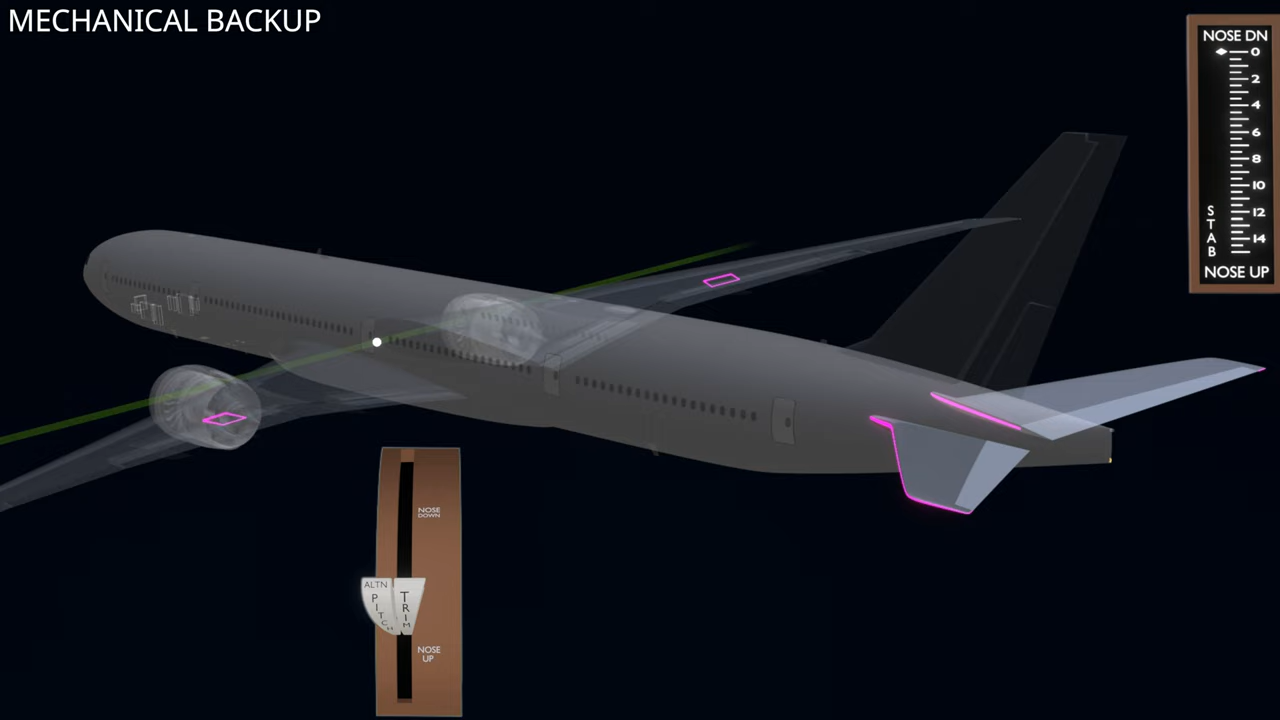 MECHANICAL BACKUP
NOSE DN
0
2
4
6
8
10
12
14
STAB
NOSE UP
NOSE
DOWN
ALTN
PITCH
TRIM
NOSE
UP